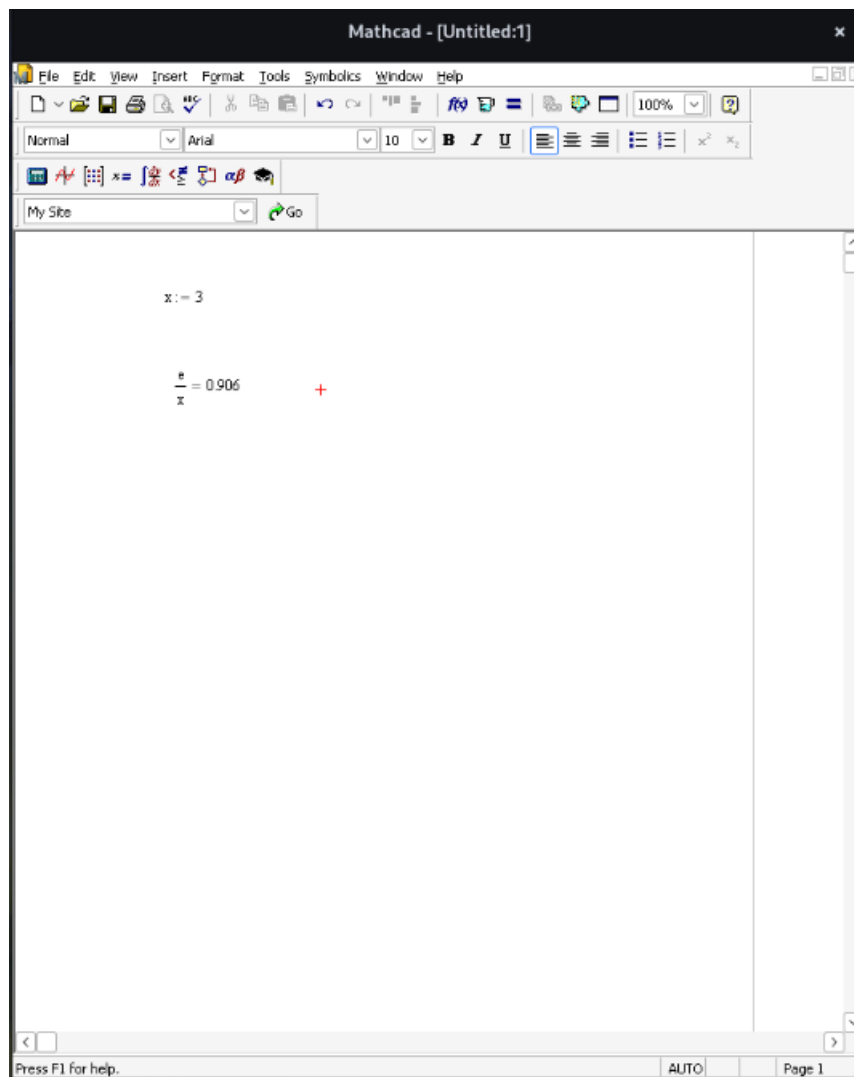 Mathcad - [Untitled:1]
File Edit View Insert Format Tools Symbolics Window Help
100%
Normal Arial 10 B I U
My Site Go
x := 3
e/x = 0.906
Press F1 for help. AUTO Page 1